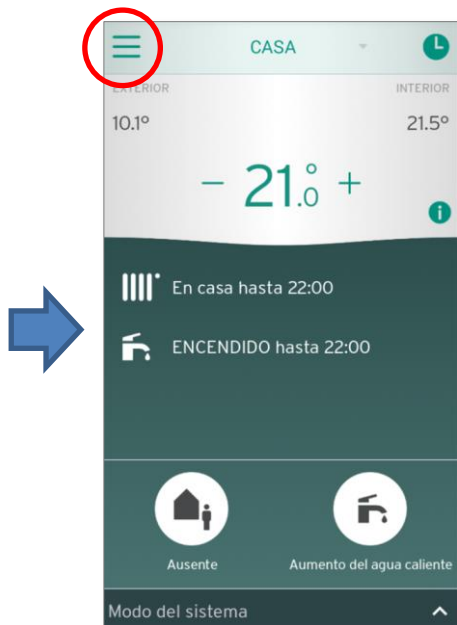 CASA
EXTERIOR INTERIOR
10.1° 21.5°
− 21.0° +
i
En casa hasta 22:00
ENCENDIDO hasta 22:00
Ausente Aumento del agua caliente
Modo del sistema